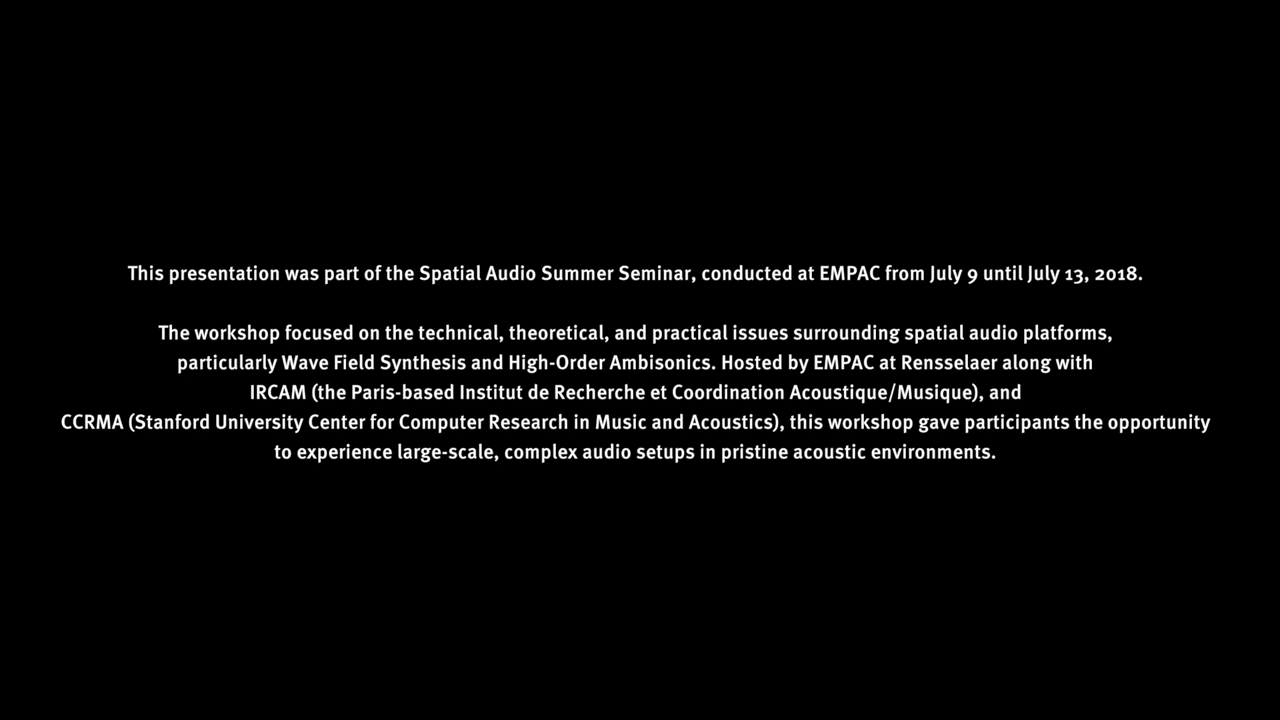 This presentation was part of the Spatial Audio Summer Seminar, conducted at EMPAC from July 9 until July 13, 2018.
The workshop focused on the technical, theoretical, and practical issues surrounding spatial audio platforms,
particularly Wave Field Synthesis and High-Order Ambisonics. Hosted by EMPAC at Rensselaer along with
IRCAM (the Paris-based Institut de Recherche et Coordination Acoustique/Musique), and
CCRMA (Stanford University Center for Computer Research in Music and Acoustics), this workshop gave participants the opportunity
to experience large-scale, complex audio setups in pristine acoustic environments.